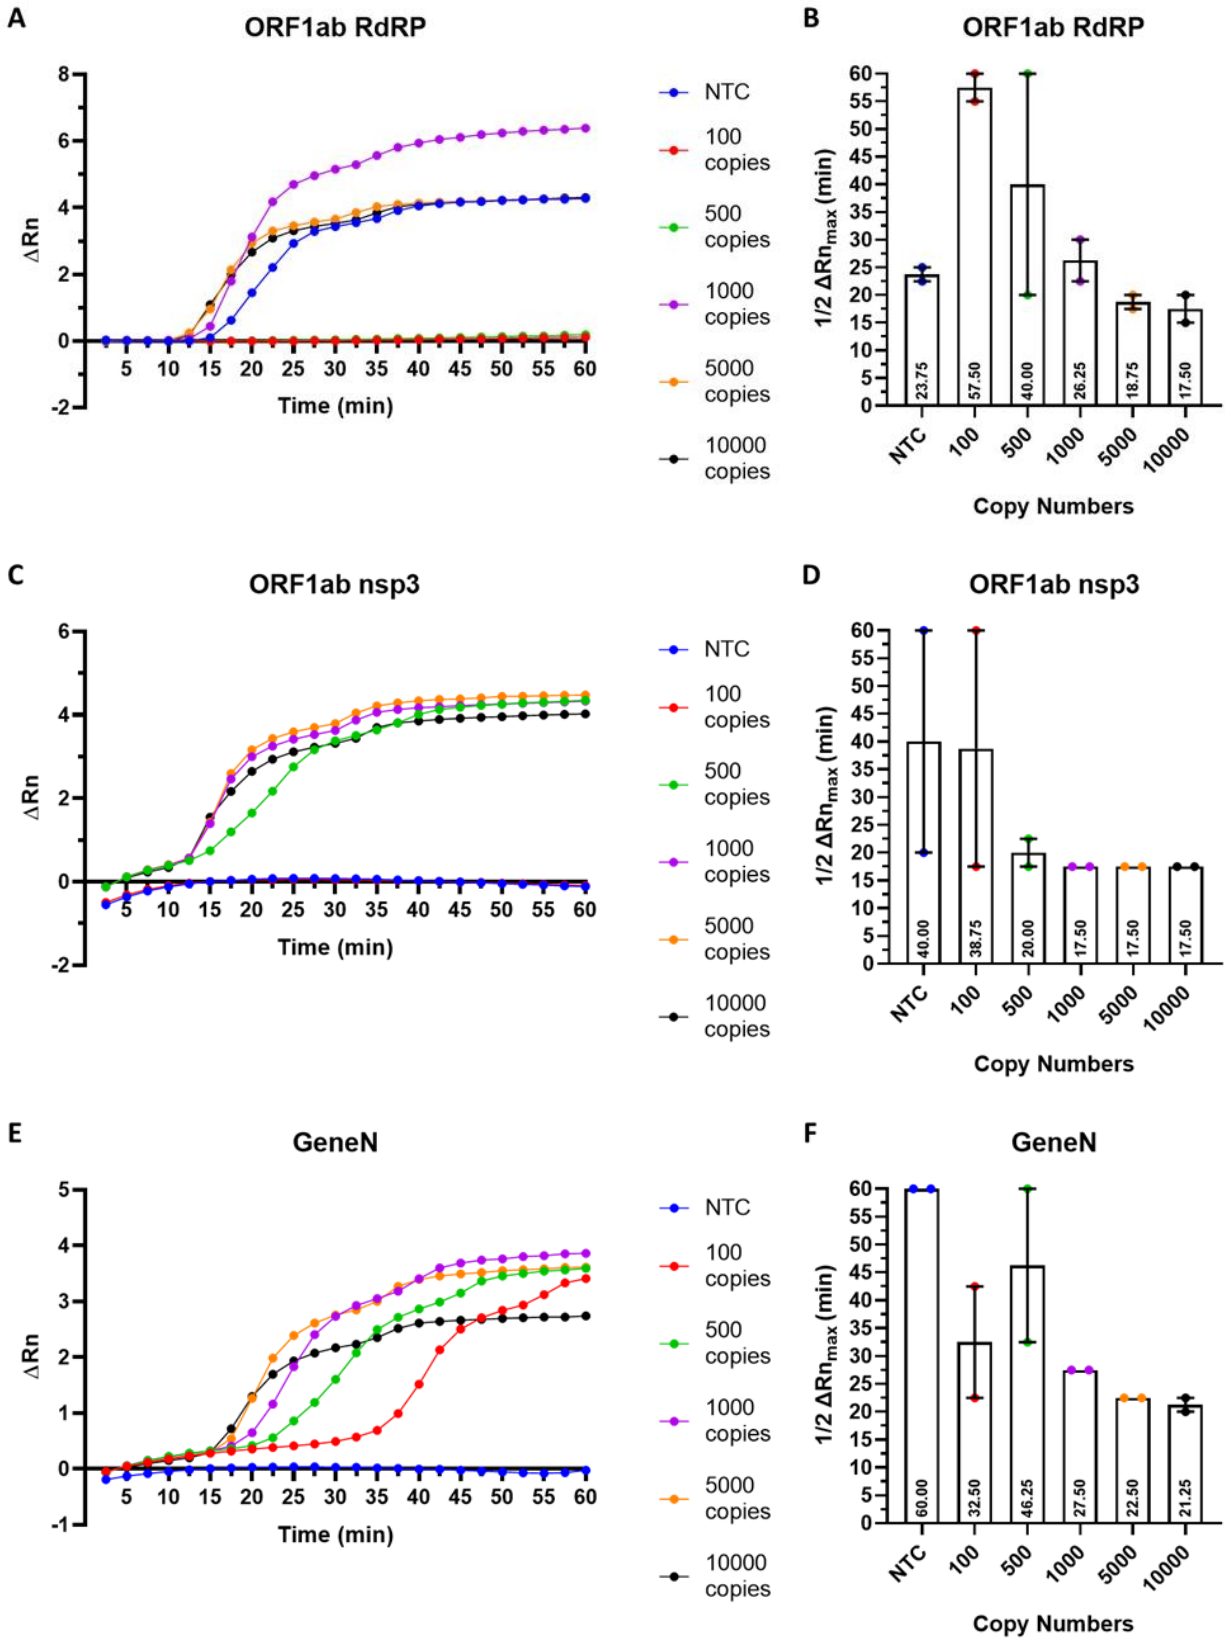 A
ORF1ab RdRP
8
6
4
2
0
-2
ΔRn
5 10 15 20 25 30 35 40 45 50 55 60
Time (min)
NTC
100
copies
500
copies
1000
copies
5000
copies
10000
copies
B
ORF1ab RdRP
60
55
50
45
40
35
30
25
20
15
10
5
0
1/2 ΔRnmax (min)
23.75 57.50 40.00 26.25 18.75 17.50
NTC 100 500 1000 5000 10000
Copy Numbers
C
ORF1ab nsp3
6
4
2
0
-2
ΔRn
5 10 15 20 25 30 35 40 45 50 55 60
Time (min)
NTC
100
copies
500
copies
1000
copies
5000
copies
10000
copies
D
ORF1ab nsp3
60
55
50
45
40
35
30
25
20
15
10
5
0
1/2 ΔRnmax (min)
40.00 38.75 20.00 17.50 17.50 17.50
NTC 100 500 1000 5000 10000
Copy Numbers
E
GeneN
5
4
3
2
1
0
-1
ΔRn
5 10 15 20 25 30 35 40 45 50 55 60
Time (min)
NTC
100
copies
500
copies
1000
copies
5000
copies
10000
copies
F
GeneN
60
55
50
45
40
35
30
25
20
15
10
5
0
1/2 ΔRnmax (min)
60.00 32.50 46.25 27.50 22.50 21.25
NTC 100 500 1000 5000 10000
Copy Numbers